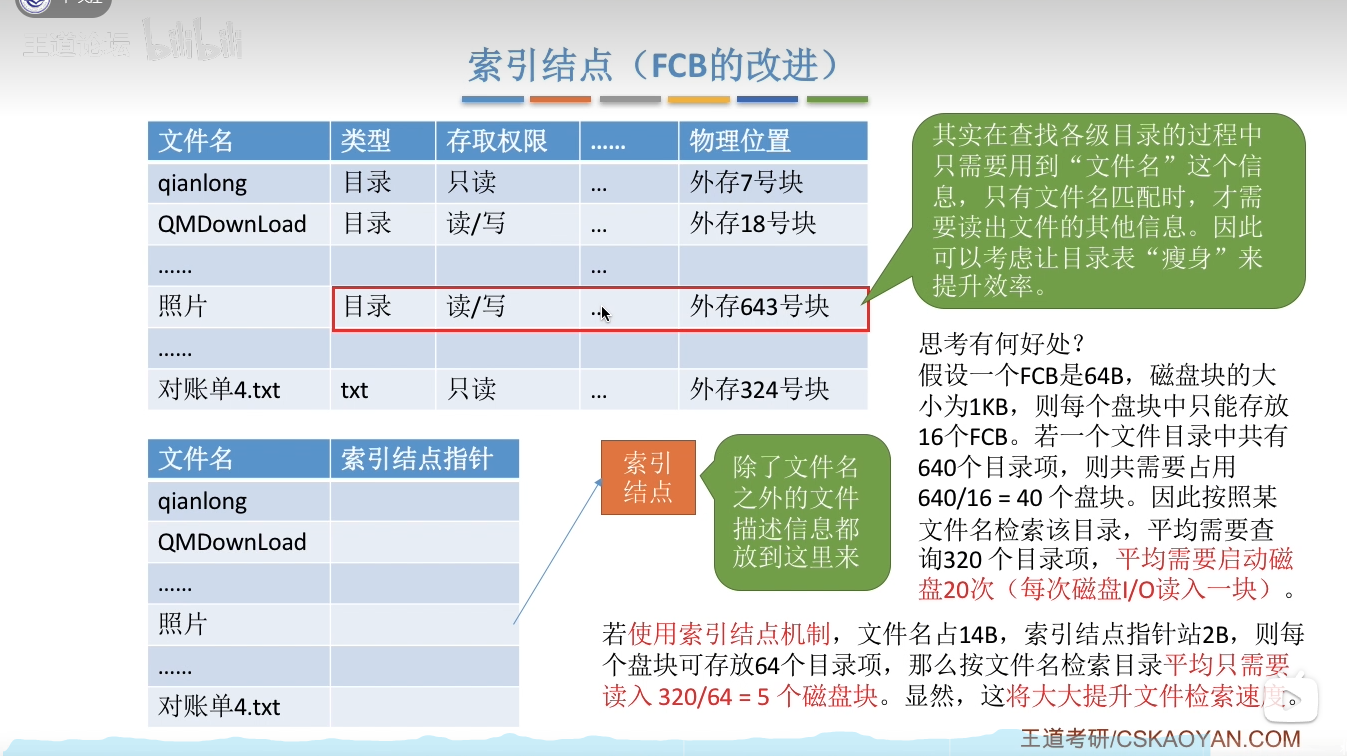 王道论坛 bilibili
索引结点（FCB的改进）
文件名 类型 存取权限 …… 物理位置
qianlong 目录 只读 … 外存7号块
QMDownLoad 目录 读/写 … 外存18号块
…… …
照片 目录 读/写 … 外存643号块
……
对账单4.txt txt 只读 … 外存324号块
其实在查找各级目录的过程中
只需要用到“文件名”这个信
息，只有文件名匹配时，才需
要读出文件的其他信息。因此
可以考虑让目录表“瘦身”来
提升效率。
文件名 索引结点指针
qianlong
QMDownLoad
……
照片
……
对账单4.txt
索引
结点
除了文件名
之外的文件
描述信息都
放到这里来
思考有何好处？
假设一个FCB是64B，磁盘块的大
小为1KB，则每个盘块中只能存放
16个FCB。若一个文件目录中共有
640个目录项，则共需要占用
640/16 = 40 个盘块。因此按照某
文件名检索该目录，平均需要查
询320 个目录项，平均需要启动磁
盘20次（每次磁盘I/O读入一块）。
若使用索引结点机制，文件名占14B，索引结点指针站2B，则每
个盘块可存放64个目录项，那么按文件名检索目录平均只需要
读入 320/64 = 5 个磁盘块。显然，这将大大提升文件检索速度。
王道考研/CSKAOYAN.COM